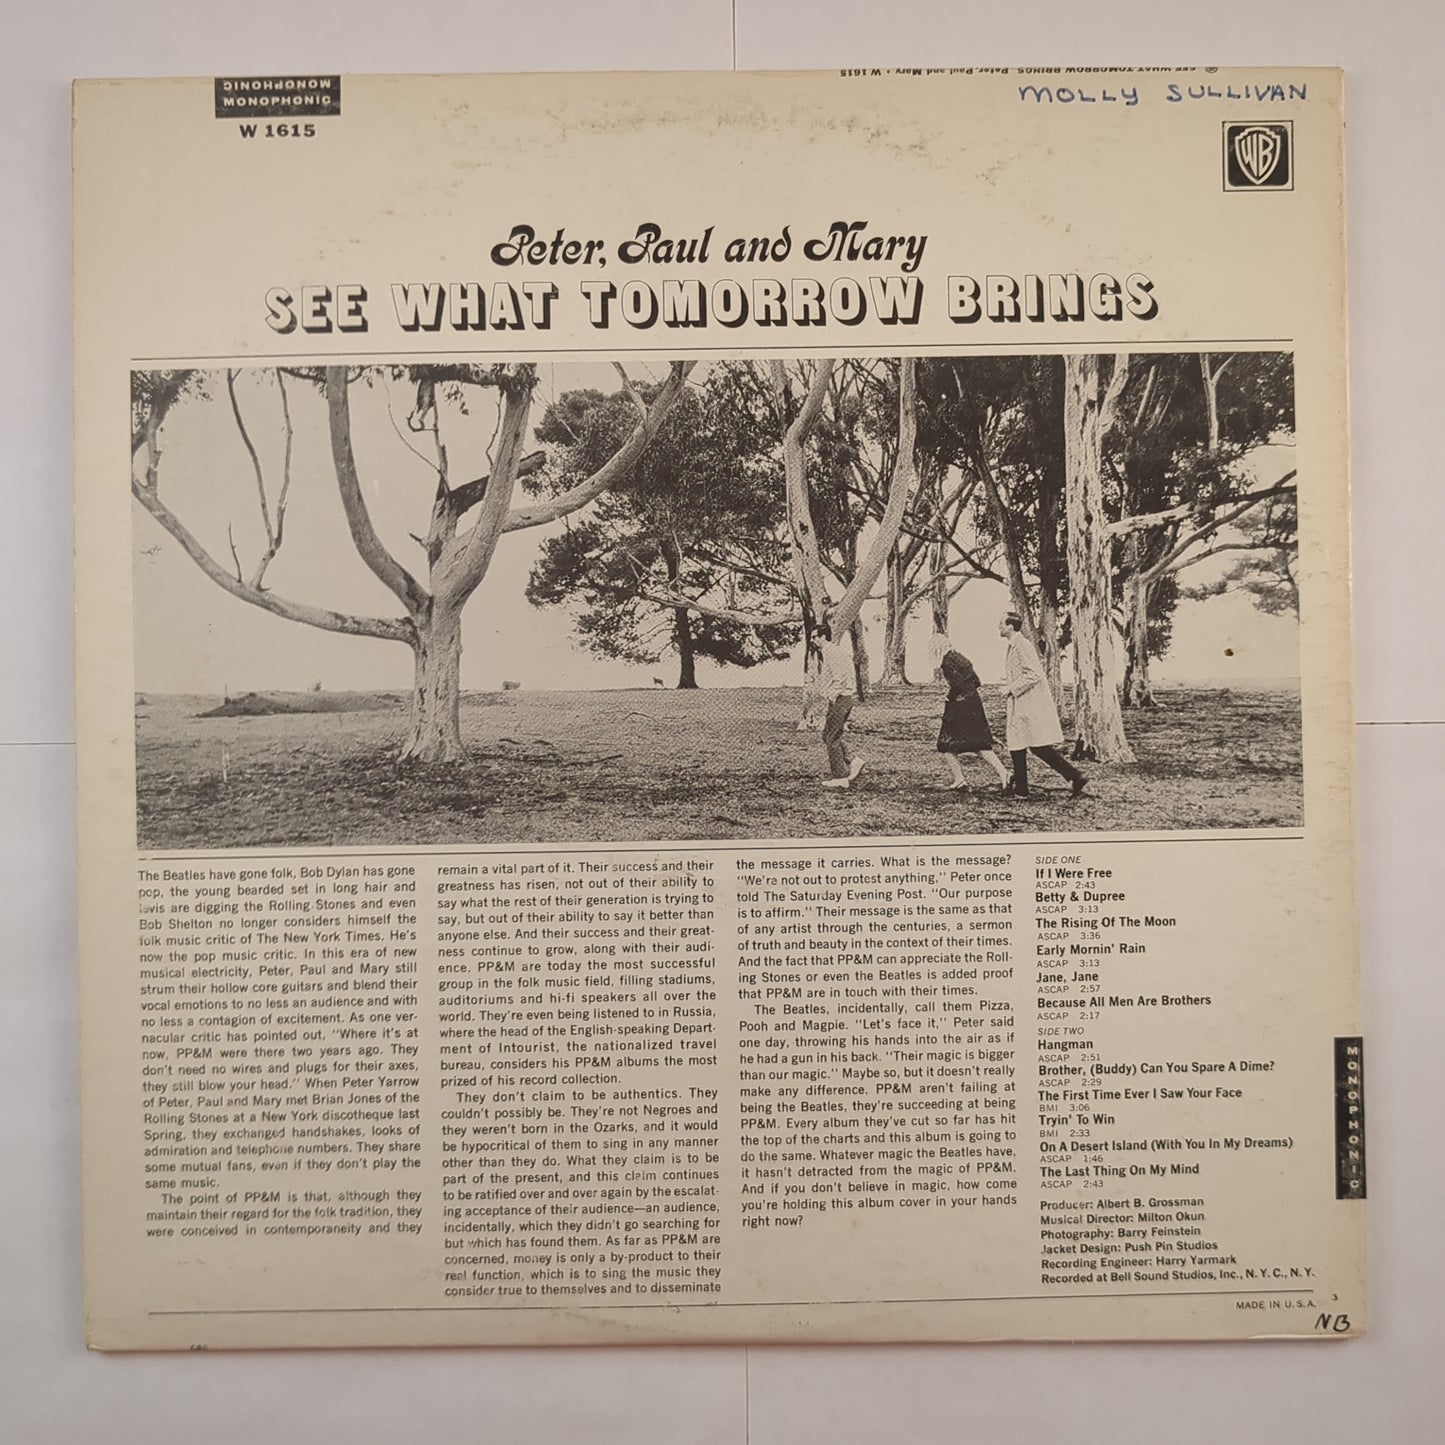 MONOPHONIC
MONOPHONIC
W 1615
SEE WHAT TOMORROW BRINGS Peter, Paul and Mary • W 1615
MOLLY SULLIVAN
WB
Peter, Paul and Mary
SEE WHAT TOMORROW BRINGS
The Beatles have gone folk, Bob Dylan has gone
pop, the young bearded set in long hair and
levis are digging the Rolling Stones and even
Bob Shelton no longer considers himself the
folk music critic of The New York Times. He's
now the pop music critic. In this era of new
musical electricity, Peter, Paul and Mary still
strum their hollow core guitars and blend their
vocal emotions to no less an audience and with
no less a contagion of excitement. As one ver-
nacular critic has pointed out, "Where it's at
now, PP&M were there two years ago. They
don't need no wires and plugs for their axes,
they still blow your head." When Peter Yarrow
of Peter, Paul and Mary met Brian Jones of the
Rolling Stones at a New York discotheque last
Spring, they exchanged handshakes, looks of
admiration and telephone numbers. They share
some mutual fans, even if they don't play the
same music.
The point of PP&M is that, although they
maintain their regard for the folk tradition, they
were conceived in contemporaneity and they
remain a vital part of it. Their success and their
greatness has risen, not out of their ability to
say what the rest of their generation is trying to
say, but out of their ability to say it better than
anyone else. And their success and their great-
ness continue to grow, along with their audi-
ence. PP&M are today the most successful
group in the folk music field, filling stadiums,
auditoriums and hi-fi speakers all over the
world. They're even being listened to in Russia,
where the head of the English-speaking Depart-
ment of Intourist, the nationalized travel
bureau, considers his PP&M albums the most
prized of his record collection.
They don't claim to be authentics. They
couldn't possibly be. They're not Negroes and
they weren't born in the Ozarks, and it would
be hypocritical of them to sing in any manner
other than they do. What they claim is to be
part of the present, and this claim continues
to be ratified over and over again by the escalat-
ing acceptance of their audience—an audience,
incidentally, which they didn't go searching for
but which has found them. As far as PP&M are
concerned, money is only a by-product to their
real function, which is to sing the music they
consider true to themselves and to disseminate
the message it carries. What is the message?
"We're not out to protest anything," Peter once
told The Saturday Evening Post. "Our purpose
is to affirm." Their message is the same as that
of any artist through the centuries, a sermon
of truth and beauty in the context of their times.
And the fact that PP&M can appreciate the Roll-
ing Stones or even the Beatles is added proof
that PP&M are in touch with their times.
The Beatles, incidentally, call them Pizza,
Pooh and Magpie. "Let's face it," Peter said
one day, throwing his hands into the air as if
he had a gun in his back. "Their magic is bigger
than our magic." Maybe so, but it doesn't really
make any difference. PP&M aren't failing at
being the Beatles, they're succeeding at being
PP&M. Every album they've cut so far has hit
the top of the charts and this album is going to
do the same. Whatever magic the Beatles have,
it hasn't detracted from the magic of PP&M.
And if you don't believe in magic, how come
you're holding this album cover in your hands
right now?
SIDE ONE
If I Were Free
ASCAP 2:43
Betty & Dupree
ASCAP 3:13
The Rising Of The Moon
ASCAP 3:36
Early Mornin' Rain
ASCAP 3:13
Jane, Jane
ASCAP 2:57
Because All Men Are Brothers
ASCAP 2:17
SIDE TWO
Hangman
ASCAP 2:51
Brother, (Buddy) Can You Spare A Dime?
ASCAP 2:29
The First Time Ever I Saw Your Face
BMI 3:06
Tryin' To Win
BMI 2:33
On A Desert Island (With You In My Dreams)
ASCAP 1:46
The Last Thing On My Mind
ASCAP 2:43
Producer: Albert B. Grossman
Musical Director: Milton Okun
Photography: Barry Feinstein
Jacket Design: Push Pin Studios
Recording Engineer: Harry Yarmark
Recorded at Bell Sound Studios, Inc., N. Y. C., N. Y.
MONOPHONIC
MADE IN U. S. A.
3
NB